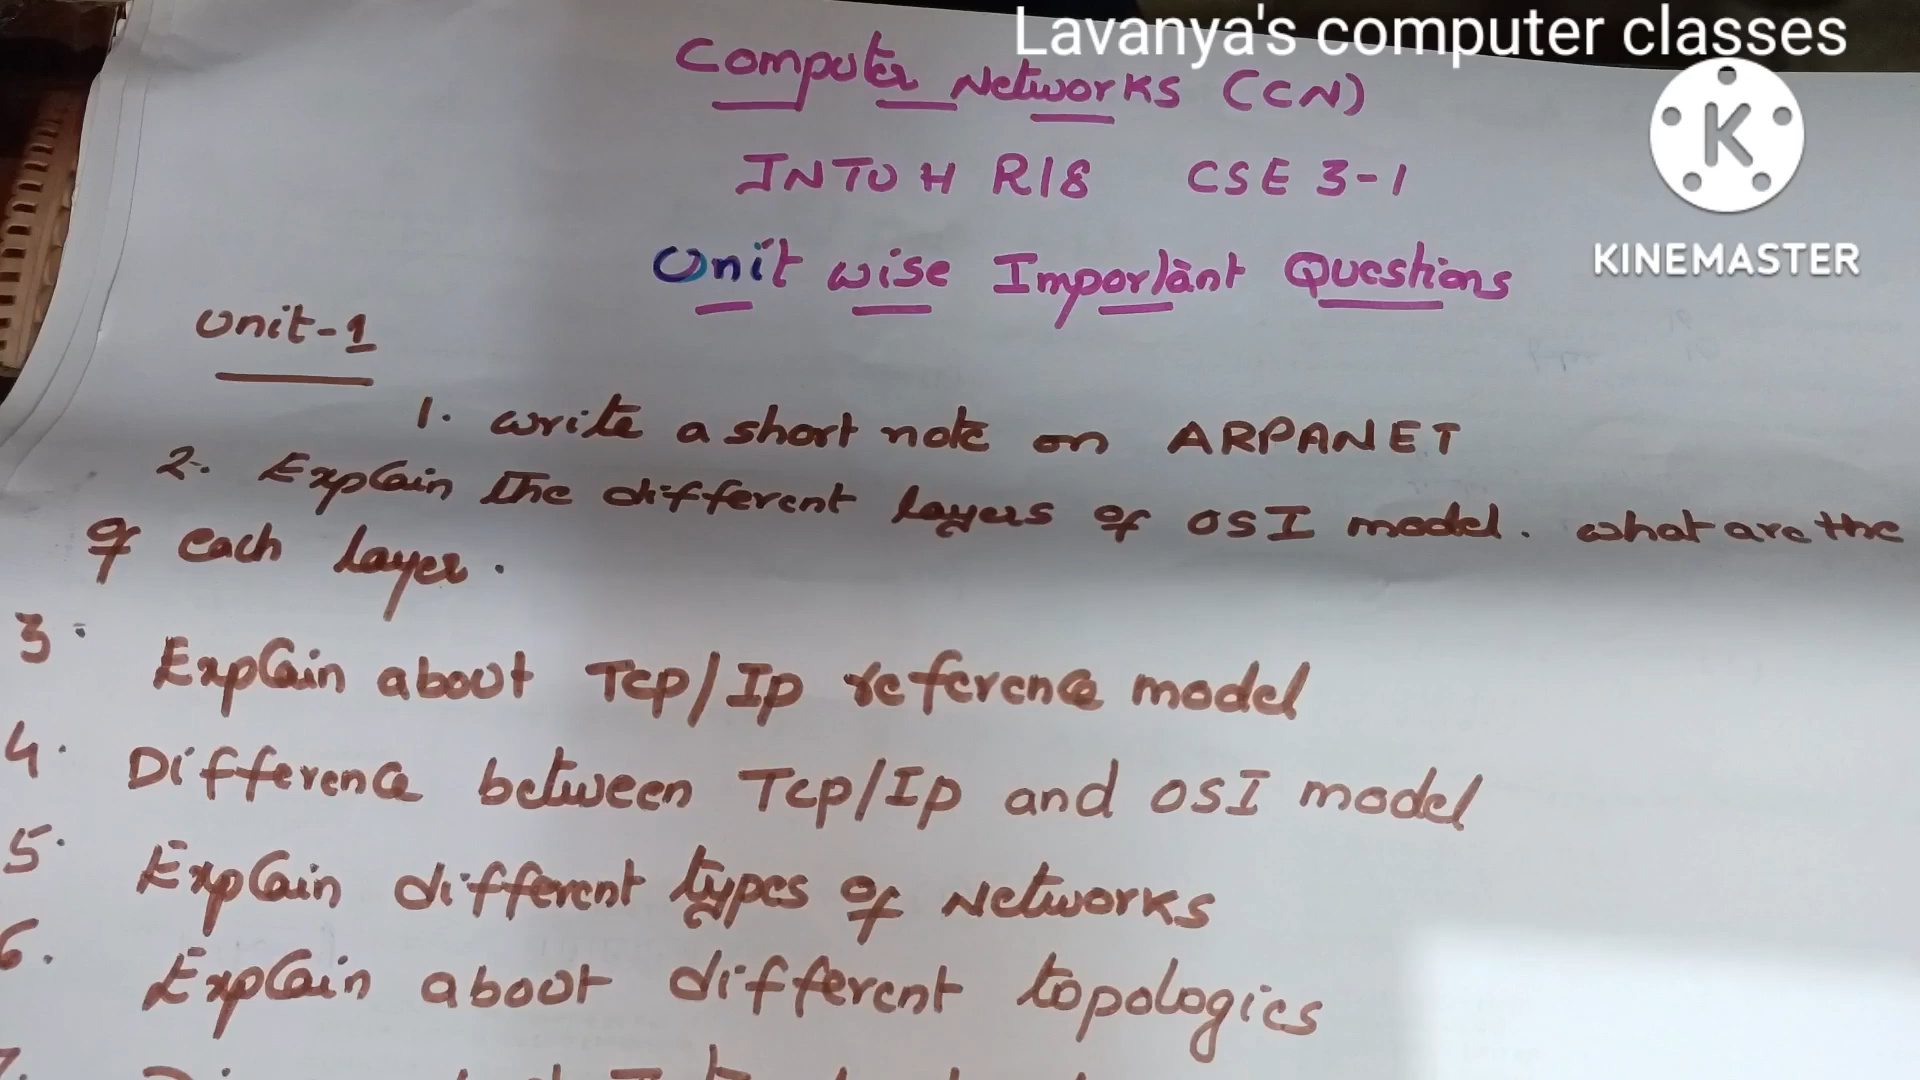 Lavanya's computer classes
Computer Networks (CN)
K
JNTU H R18 CSE 3-1
KINEMASTER
Unit wise Important Questions
Unit-1
1. write a short note on ARPANET
2. Explain the different layers of OSI model. what are the
of each layer.
3. Explain about Tcp/Ip reference model
4. Difference between Tcp/Ip and OSI model
5. Explain different types of Networks
6. Explain about different topologies
7.